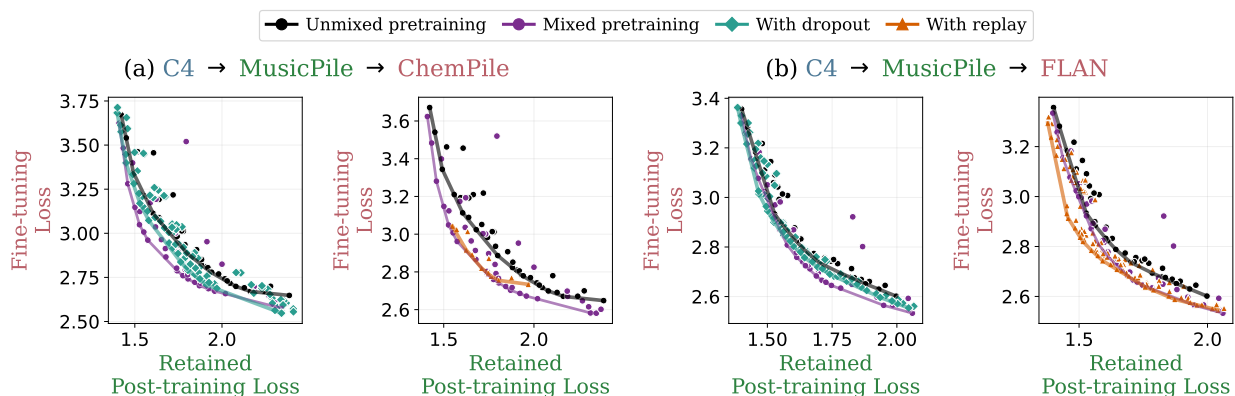 Unmixed pretraining Mixed pretraining With dropout With replay
(a) C4 → MusicPile → ChemPile
(b) C4 → MusicPile → FLAN
3.75
3.50
3.25
3.00
2.75
2.50
1.5 2.0
Fine-tuning
Loss
Retained
Post-training Loss
3.6
3.4
3.2
3.0
2.8
2.6
1.5 2.0
Fine-tuning
Loss
Retained
Post-training Loss
3.4
3.2
3.0
2.8
2.6
1.50 1.75 2.00
Fine-tuning
Loss
Retained
Post-training Loss
3.2
3.0
2.8
2.6
1.5 2.0
Fine-tuning
Loss
Retained
Post-training Loss